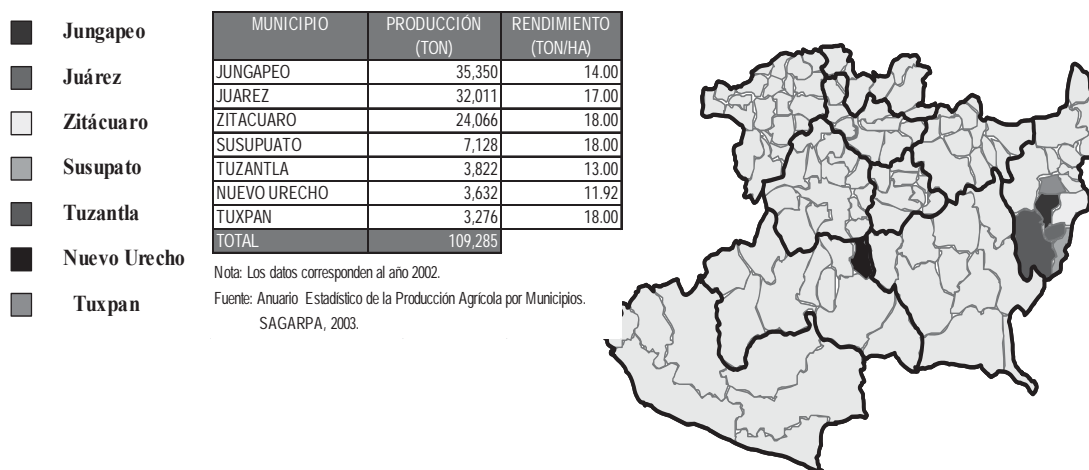 Jungapeo
Juárez
Zitácuaro
Susupato
Tuzantla
Nuevo Urecho
Tuxpan
MUNICIPIO PRODUCCIÓN (TON) RENDIMIENTO (TON/HA)
JUNGAPEO 35,350 14.00
JUAREZ 32,011 17.00
ZITACUARO 24,066 18.00
SUSUPUATO 7,128 18.00
TUZANTLA 3,822 13.00
NUEVO URECHO 3,632 11.92
TUXPAN 3,276 18.00
TOTAL 109,285
Nota: Los datos corresponden al año 2002.
Fuente: Anuario Estadístico de la Producción Agrícola por Municipios.
SAGARPA, 2003.